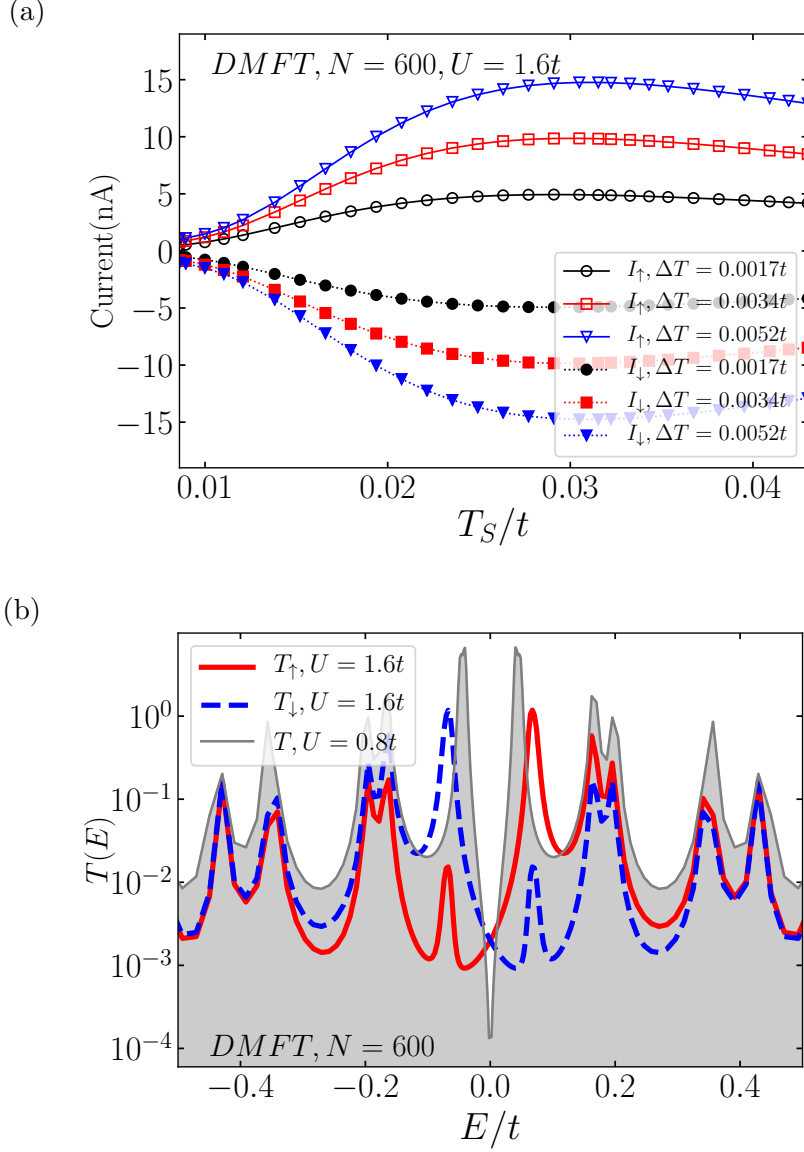 (a)
DMFT, N = 600, U = 1.6t
15
10
5
0
−5
−10
−15
Current(nA)
I↑, ΔT = 0.0017t
I↑, ΔT = 0.0034t
I↑, ΔT = 0.0052t
I↓, ΔT = 0.0017t
I↓, ΔT = 0.0034t
I↓, ΔT = 0.0052t
0.01 0.02 0.03 0.04
T_S/t
(b)
T↑, U = 1.6t
T↓, U = 1.6t
T, U = 0.8t
10⁰
10⁻¹
10⁻²
10⁻³
10⁻⁴
T(E)
DMFT, N = 600
−0.4 −0.2 0.0 0.2 0.4
E/t